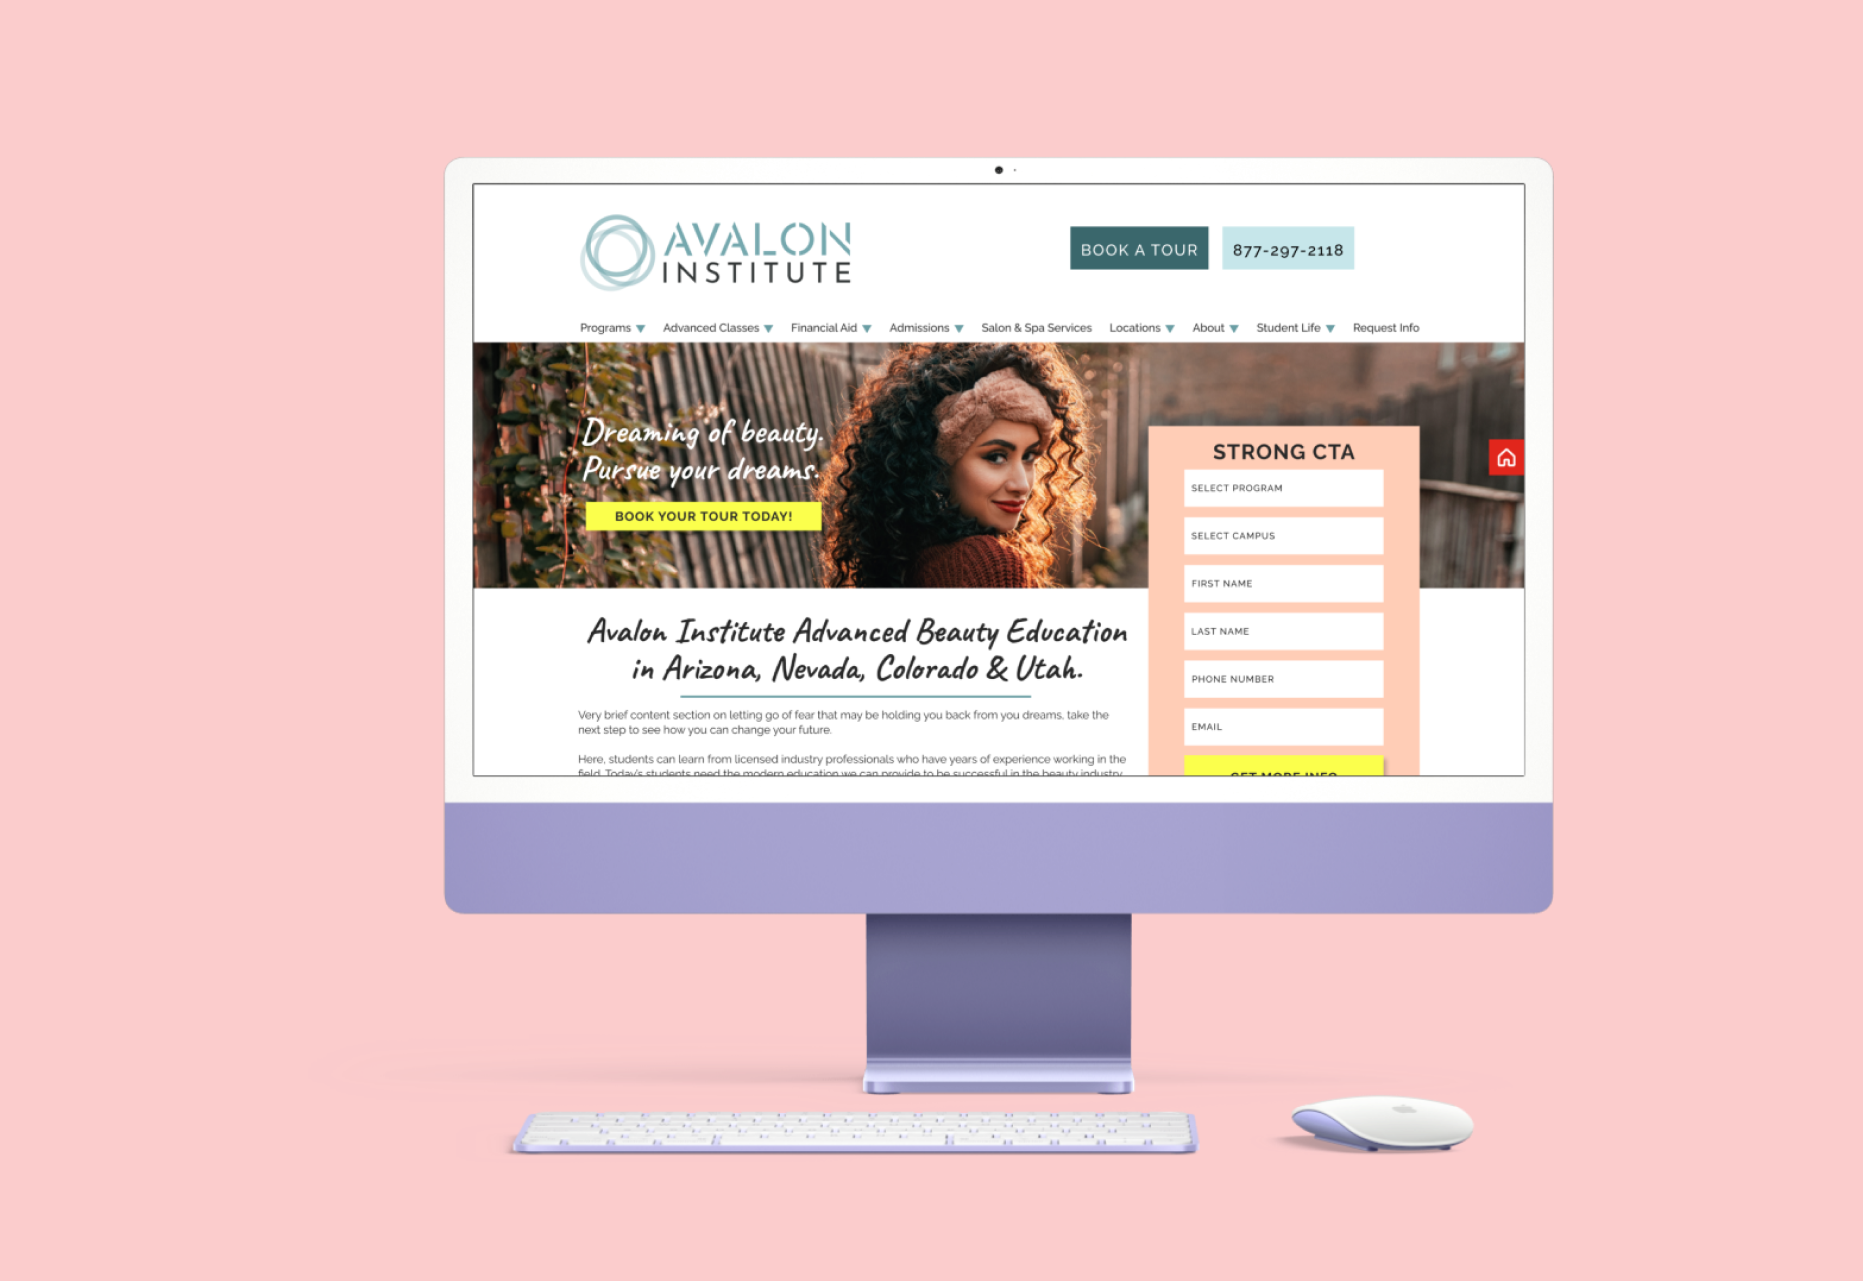 AVALON
INSTITUTE
BOOK A TOUR
877-297-2118
Programs
Advanced Classes
Financial Aid
Admissions
Salon & Spa Services
Locations
About
Student Life
Request Info
Dreaming of beauty.
Pursue your dreams.
BOOK YOUR TOUR TODAY!
Avalon Institute Advanced Beauty Education
in Arizona, Nevada, Colorado & Utah.
Very brief content section on letting go of fear that may be holding you back from you dreams, take the
next step to see how you can change your future.
Here, students can learn from licensed industry professionals who have years of experience working in the
field. Today's students need the modern education we can provide to be successful in the beauty industry.
STRONG CTA
SELECT PROGRAM
SELECT CAMPUS
FIRST NAME
LAST NAME
PHONE NUMBER
EMAIL
GET MORE INFO